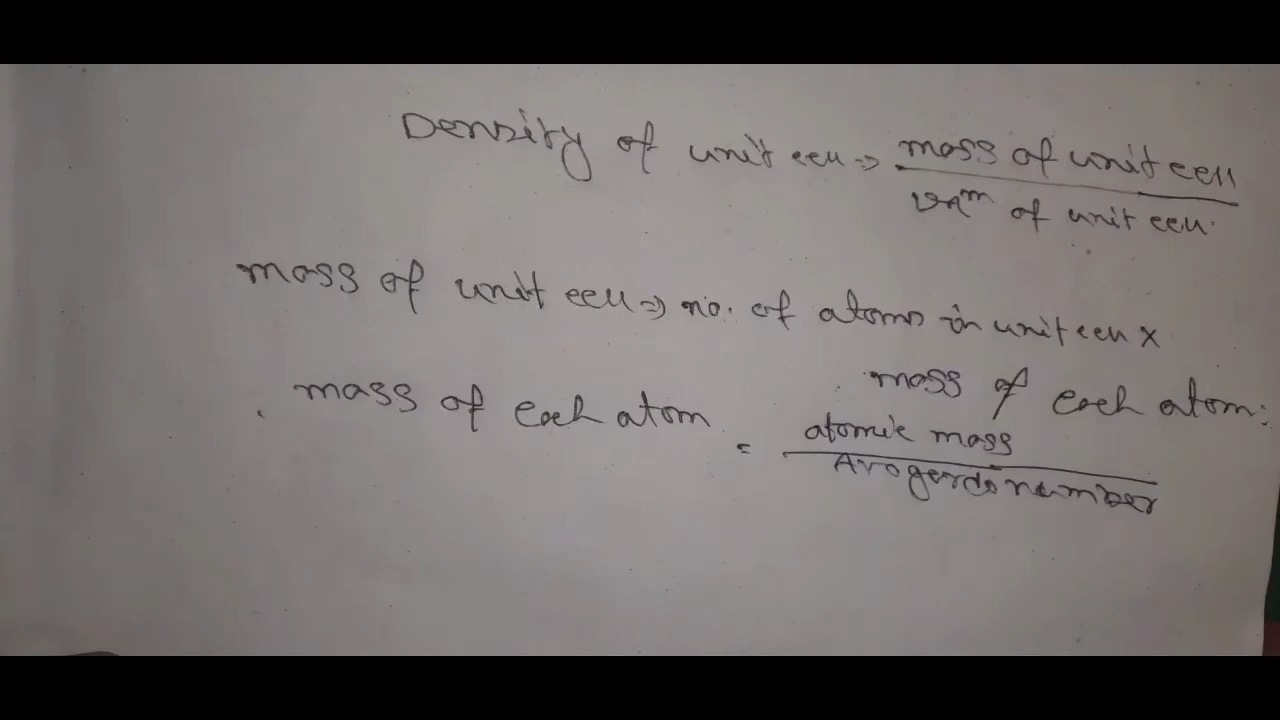 Density of unit cell ⇒ mass of unit cell
vol^m of unit cell.
mass of unit cell ⇒ no. of atoms in unit cell x
mass of each atom.
mass of each atom = atomic mass
Avogerdo number